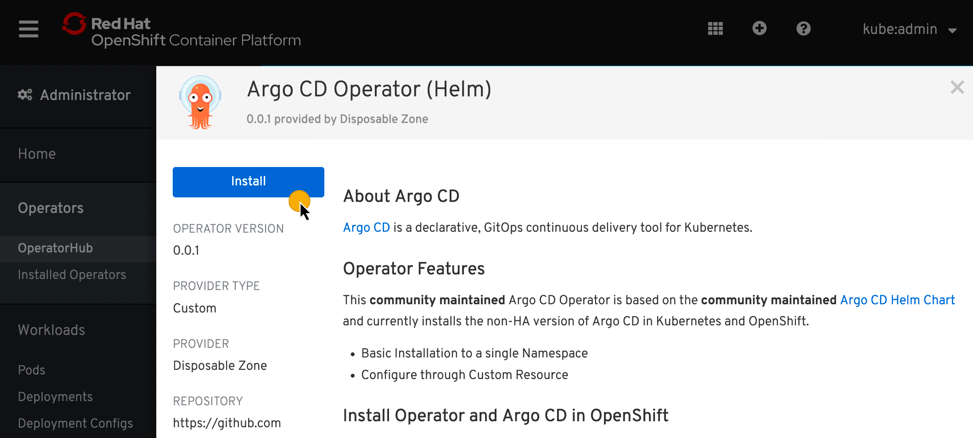 Red Hat
OpenShift Container Platform
kube:admin
Administrator
Home
Operators
OperatorHub
Installed Operators
Workloads
Pods
Deployments
Deployment Configs
Argo CD Operator (Helm)
0.0.1 provided by Disposable Zone
Install
OPERATOR VERSION
0.0.1
PROVIDER TYPE
Custom
PROVIDER
Disposable Zone
REPOSITORY
https://github.com
About Argo CD
Argo CD is a declarative, GitOps continuous delivery tool for Kubernetes.
Operator Features
This community maintained Argo CD Operator is based on the community maintained Argo CD Helm Chart
and currently installs the non-HA version of Argo CD in Kubernetes and OpenShift.
• Basic Installation to a single Namespace
• Configure through Custom Resource
Install Operator and Argo CD in OpenShift